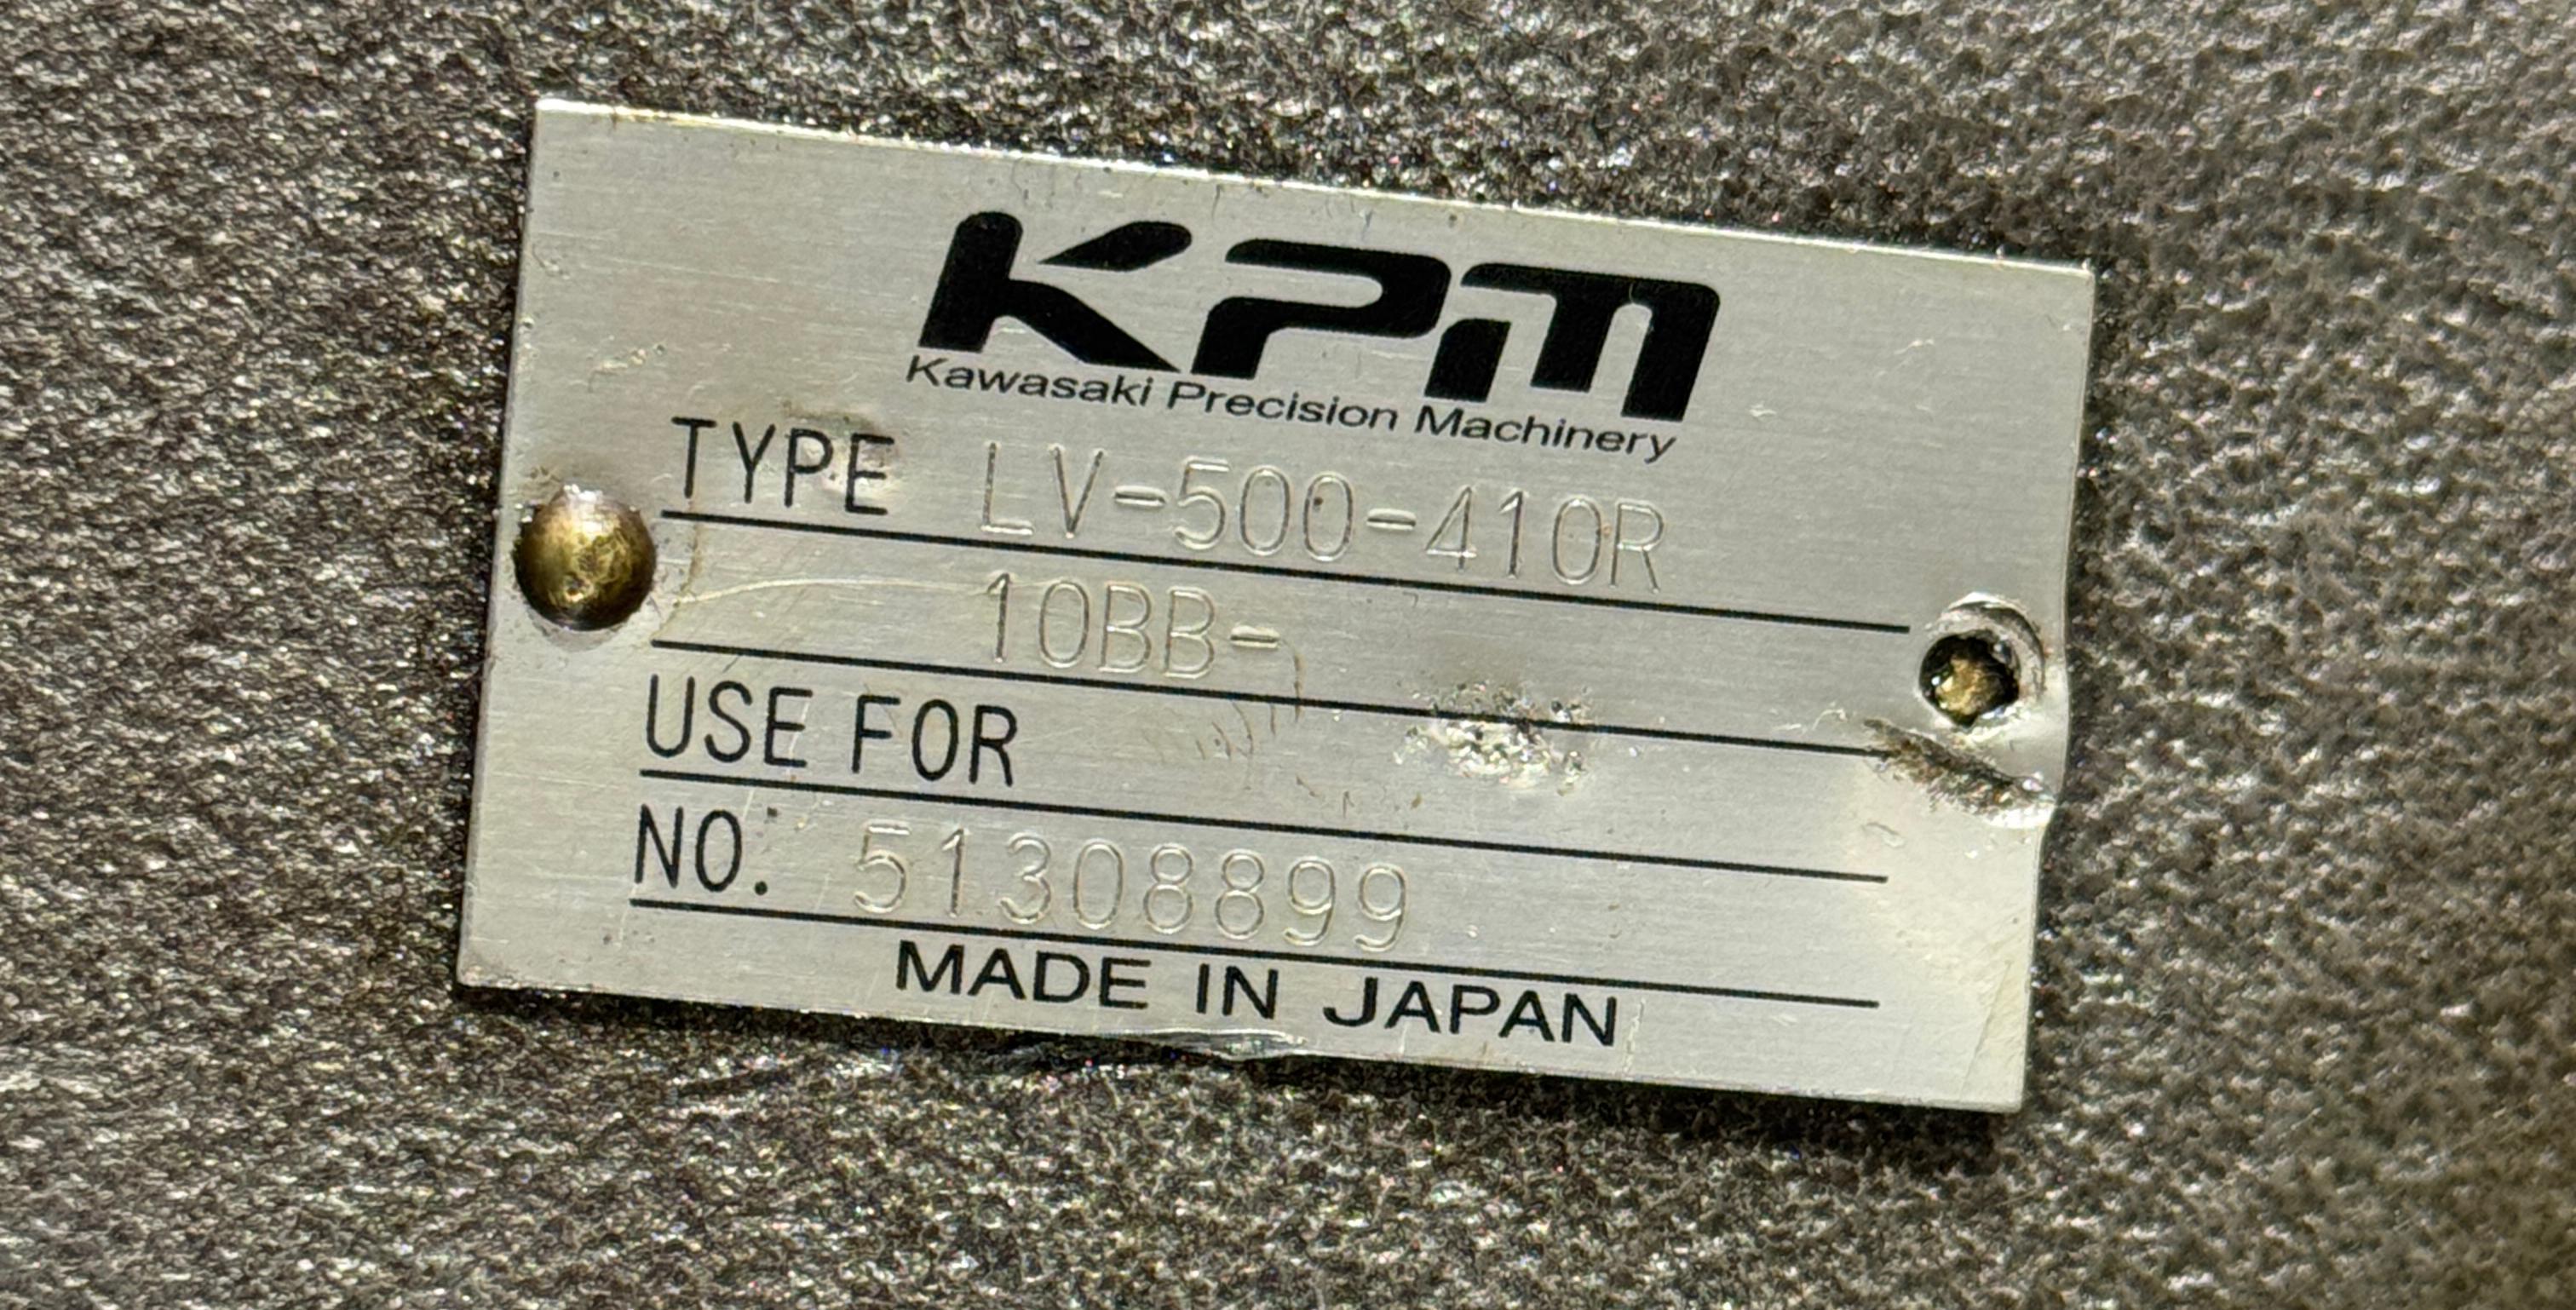 KPM
Kawasaki Precision Machinery
TYPE LV-500-410R
10BB-
USE FOR
NO. 51308899
MADE IN JAPAN